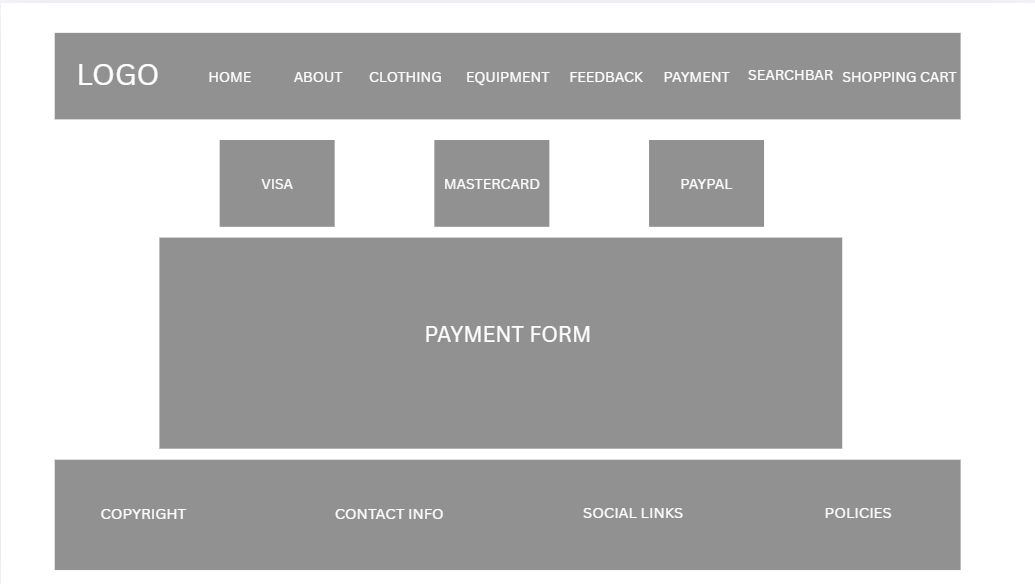 LOGO HOME ABOUT CLOTHING EQUIPMENT FEEDBACK PAYMENT SEARCHBAR SHOPPING CART
VISA MASTERCARD PAYPAL
PAYMENT FORM
COPYRIGHT CONTACT INFO SOCIAL LINKS POLICIES